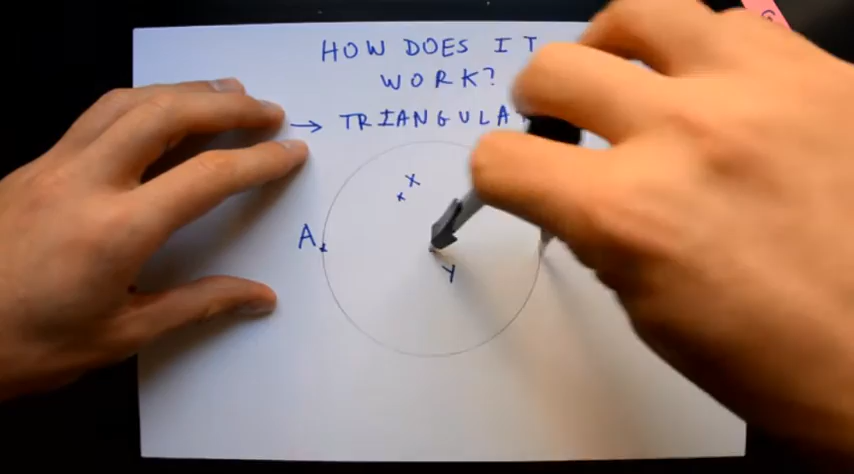 HOW DOES IT
WORK?
→ TRIANGULA
X
A
Y